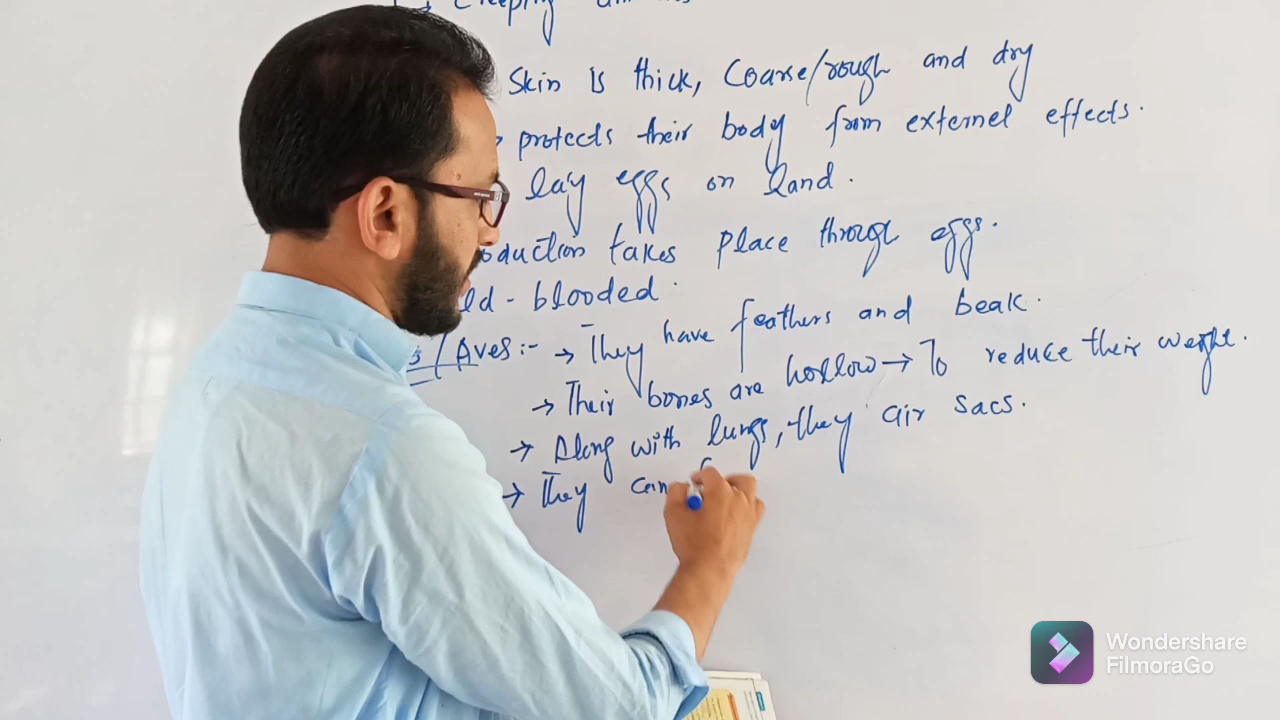 → Creeping
Skin is thick, Coarse/rough and dry
→ protects their body from external effects.
lay eggs on land.
oduction takes place through eggs.
ld-blooded.
/Aves:- → They have feathers and beak.
→ Their bones are hollow → To reduce their weight.
→ Along with lungs, they air sacs.
→ They can
Wondershare
FilmoraGo